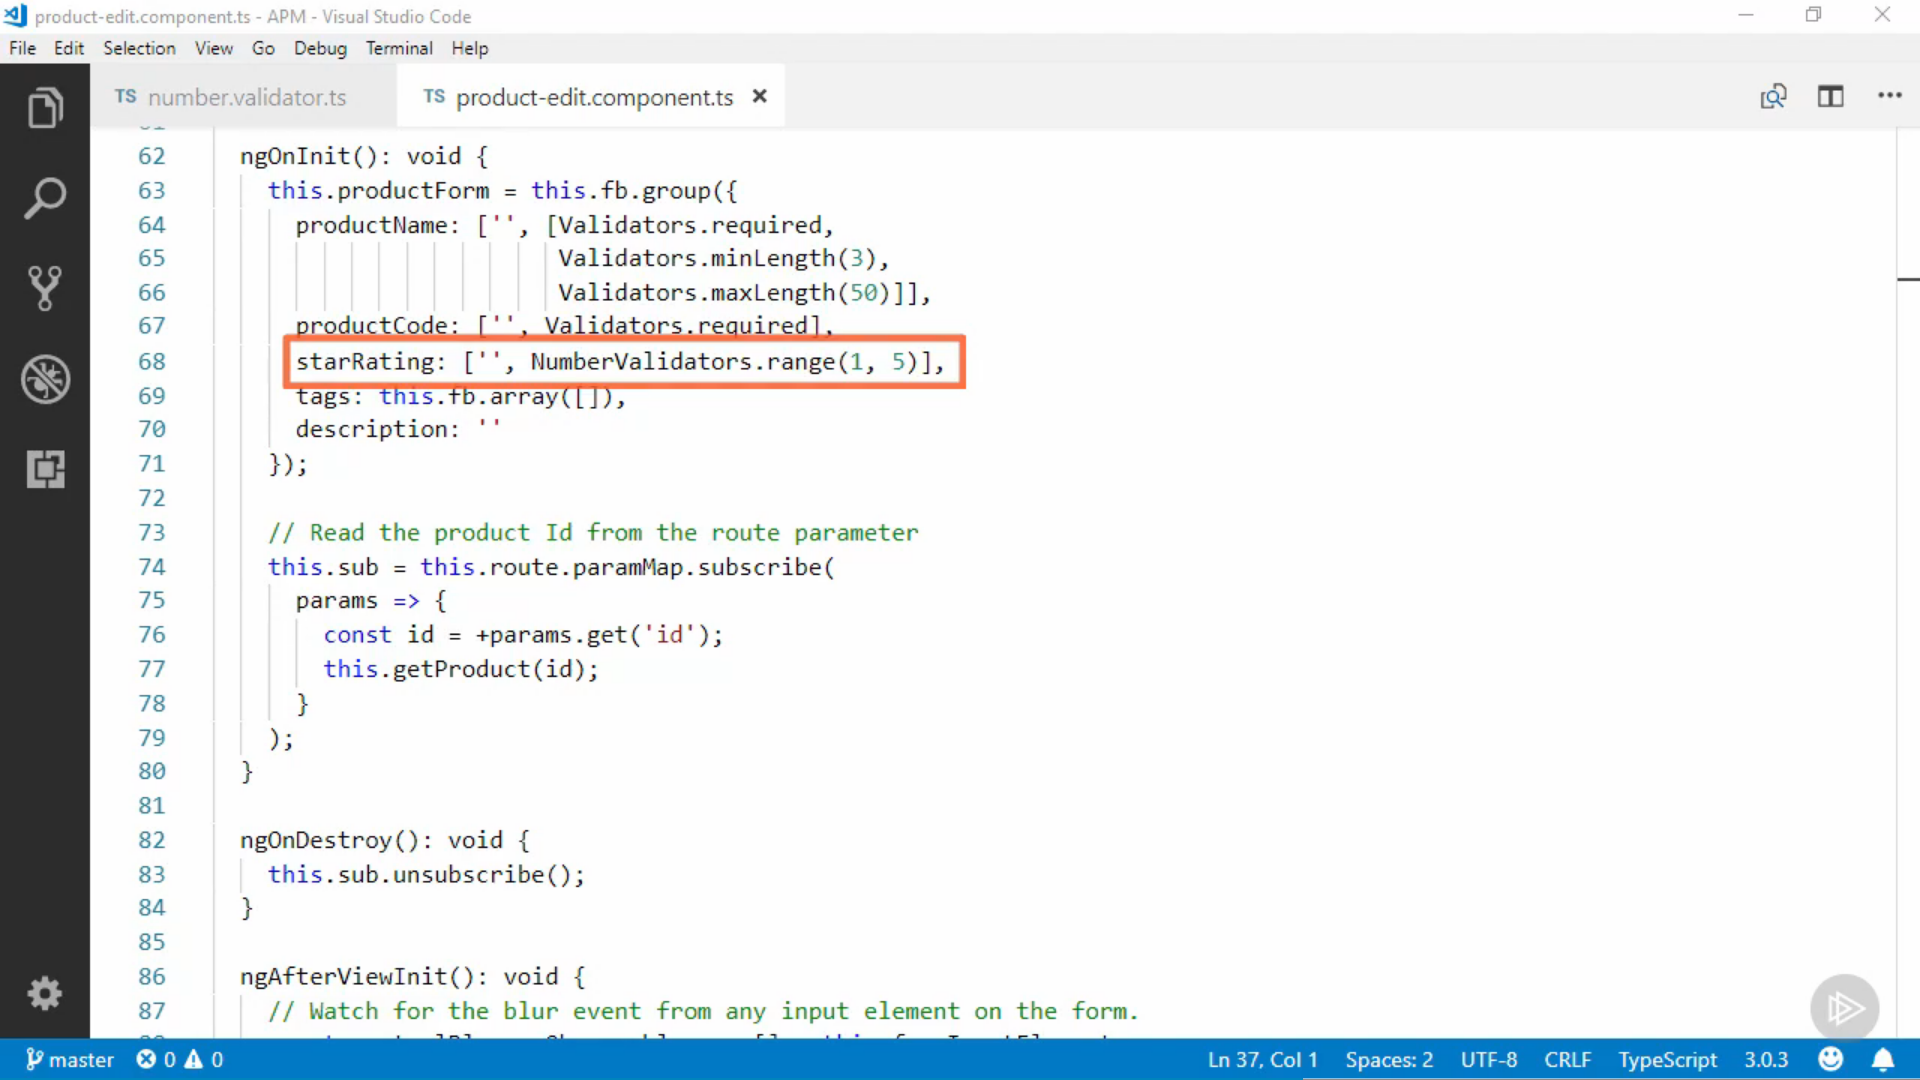 product-edit.component.ts - APM - Visual Studio Code
File Edit Selection View Go Debug Terminal Help
TS number.validator.ts TS product-edit.component.ts
62 ngOnInit(): void {
63 this.productForm = this.fb.group({
64 productName: ['', [Validators.required,
65 Validators.minLength(3),
66 Validators.maxLength(50)]],
67 productCode: ['', Validators.required],
68 starRating: ['', NumberValidators.range(1, 5)],
69 tags: this.fb.array([]),
70 description: ''
71 });
72
73 // Read the product Id from the route parameter
74 this.sub = this.route.paramMap.subscribe(
75 params => {
76 const id = +params.get('id');
77 this.getProduct(id);
78 }
79 );
80 }
81
82 ngOnDestroy(): void {
83 this.sub.unsubscribe();
84 }
85
86 ngAfterViewInit(): void {
87 // Watch for the blur event from any input element on the form.
master 0 0 Ln 37, Col 1 Spaces: 2 UTF-8 CRLF TypeScript 3.0.3